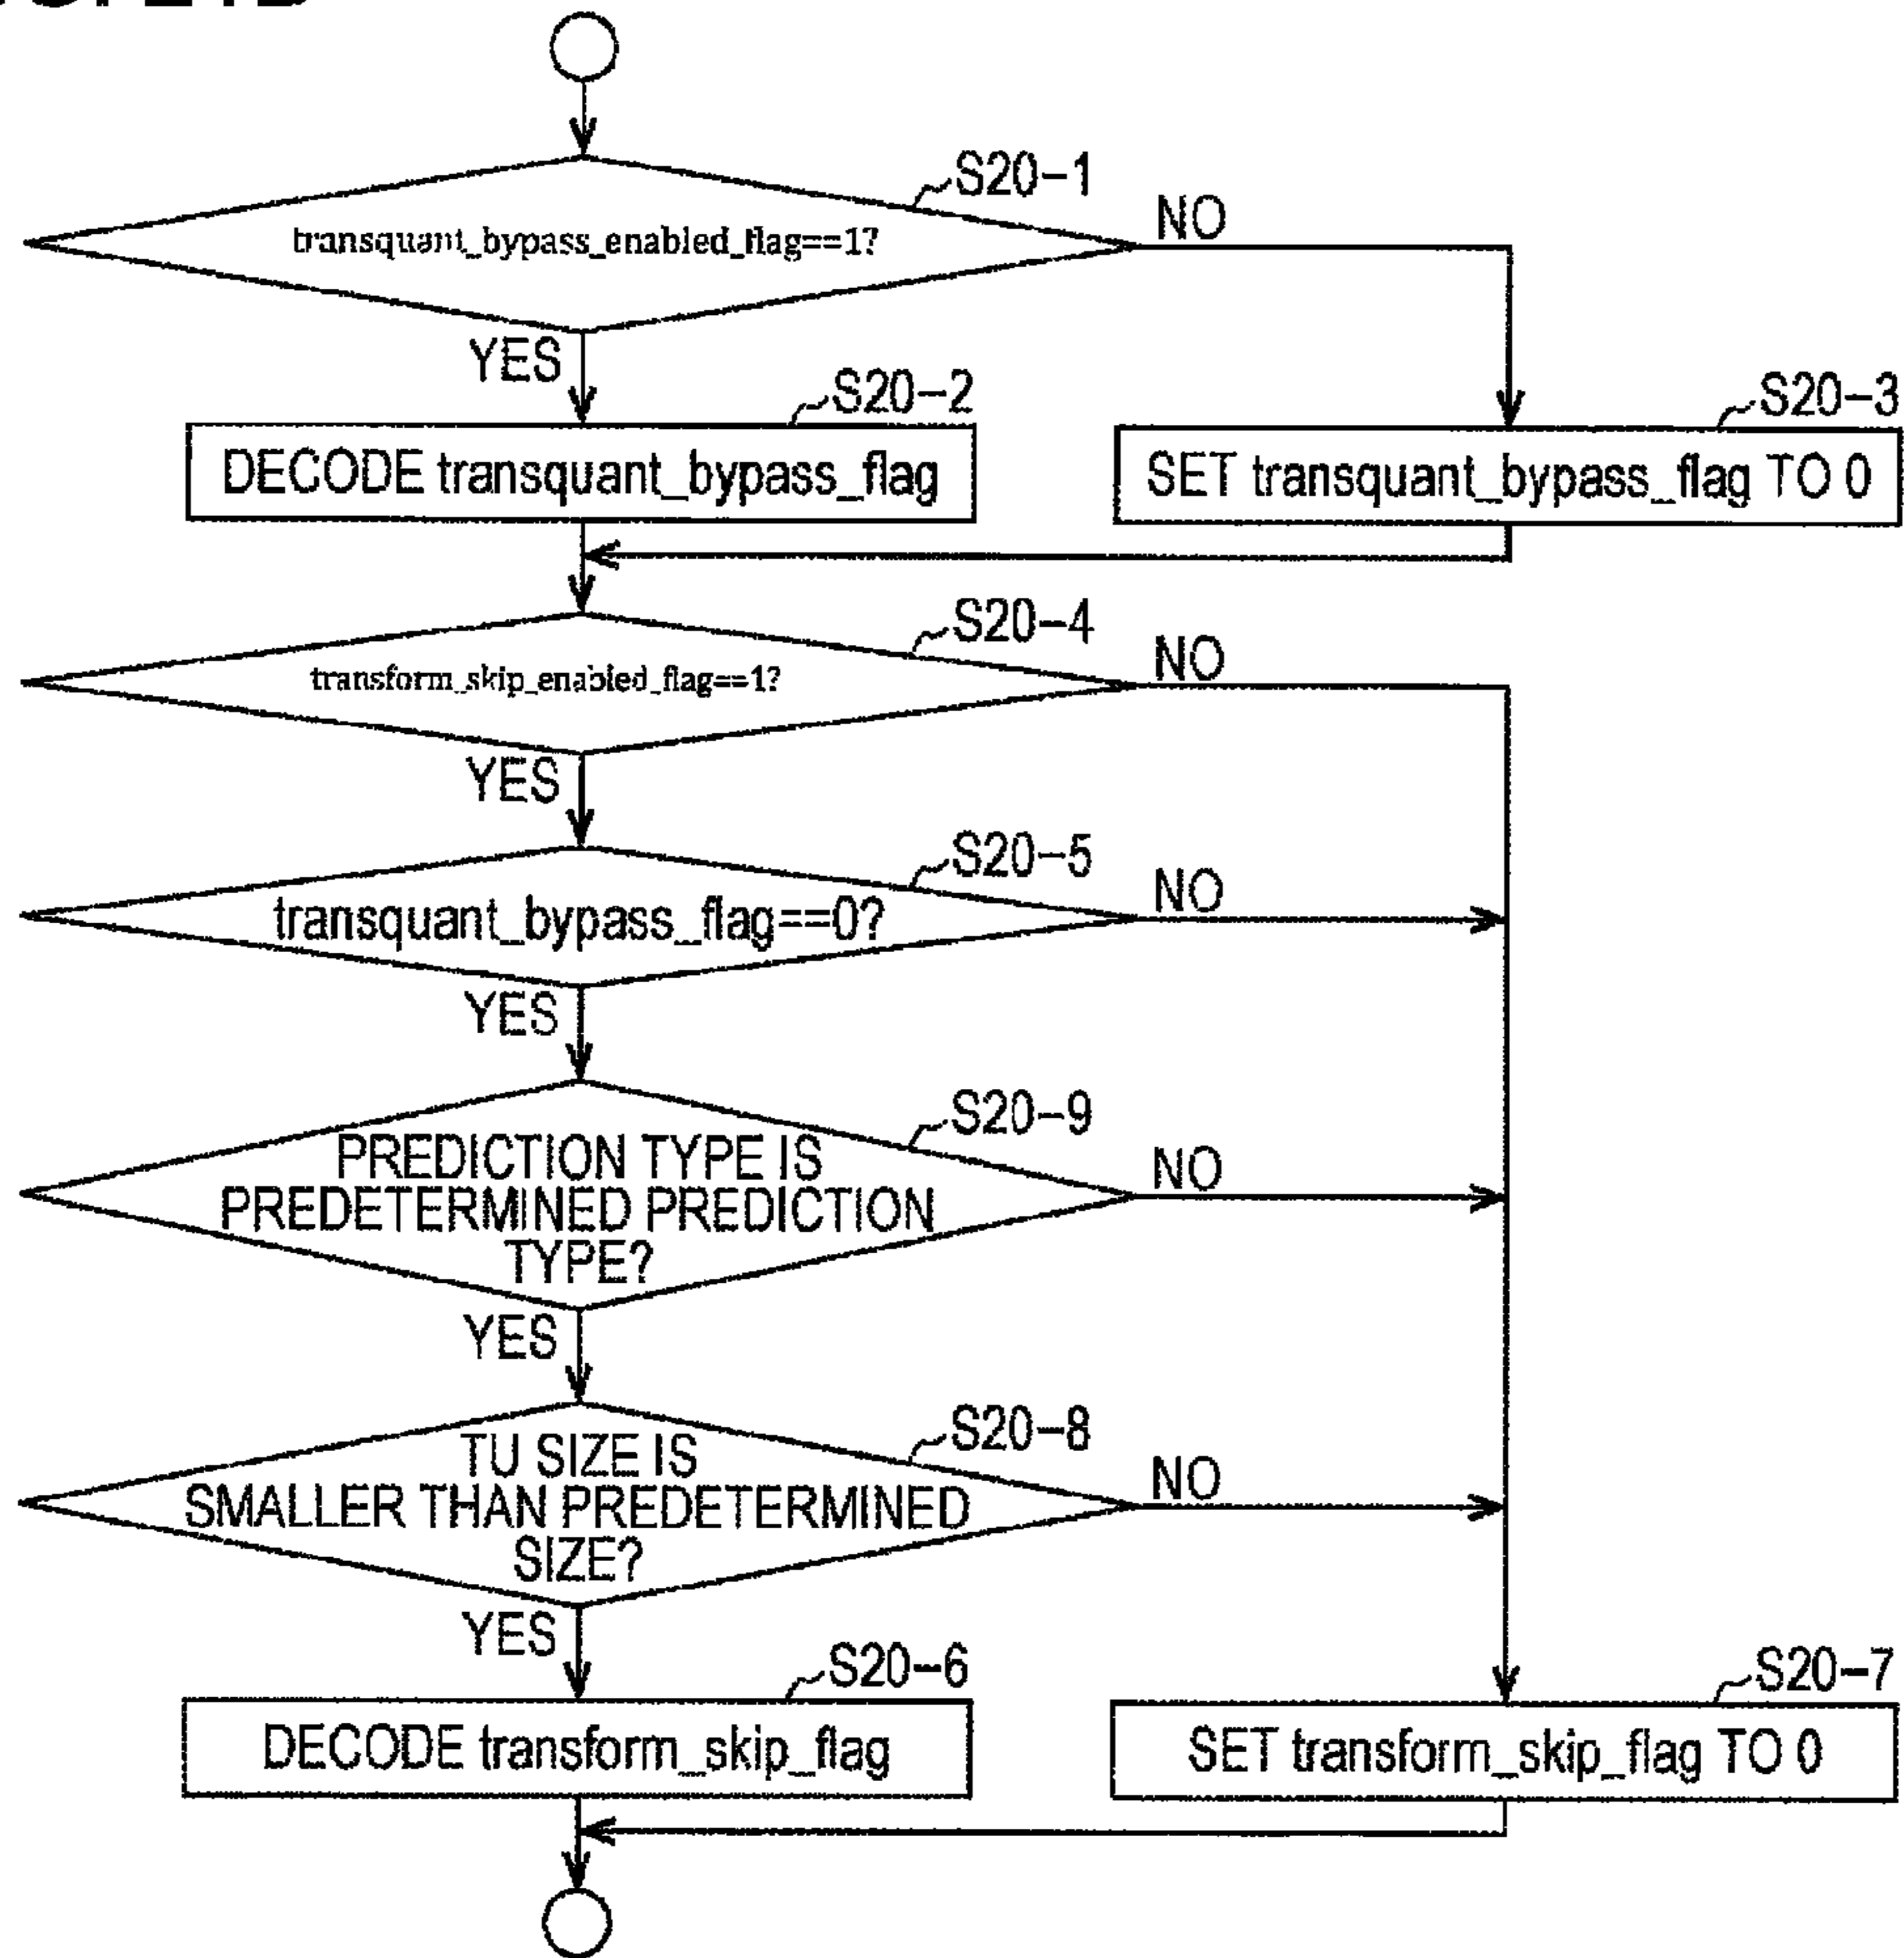 S20-1
transquant_bypass_enabled_flag==1?
NO
YES
S20-2
S20-3
DECODE transquant_bypass_flag
SET transquant_bypass_flag TO 0
S20-4
transform_skip_enabled_flag==1?
NO
YES
S20-5
transquant_bypass_flag==0?
NO
YES
S20-9
PREDICTION TYPE IS
PREDETERMINED PREDICTION
TYPE?
NO
YES
S20-8
TU SIZE IS
SMALLER THAN PREDETERMINED
SIZE?
NO
YES
S20-6
S20-7
DECODE transform_skip_flag
SET transform_skip_flag TO 0